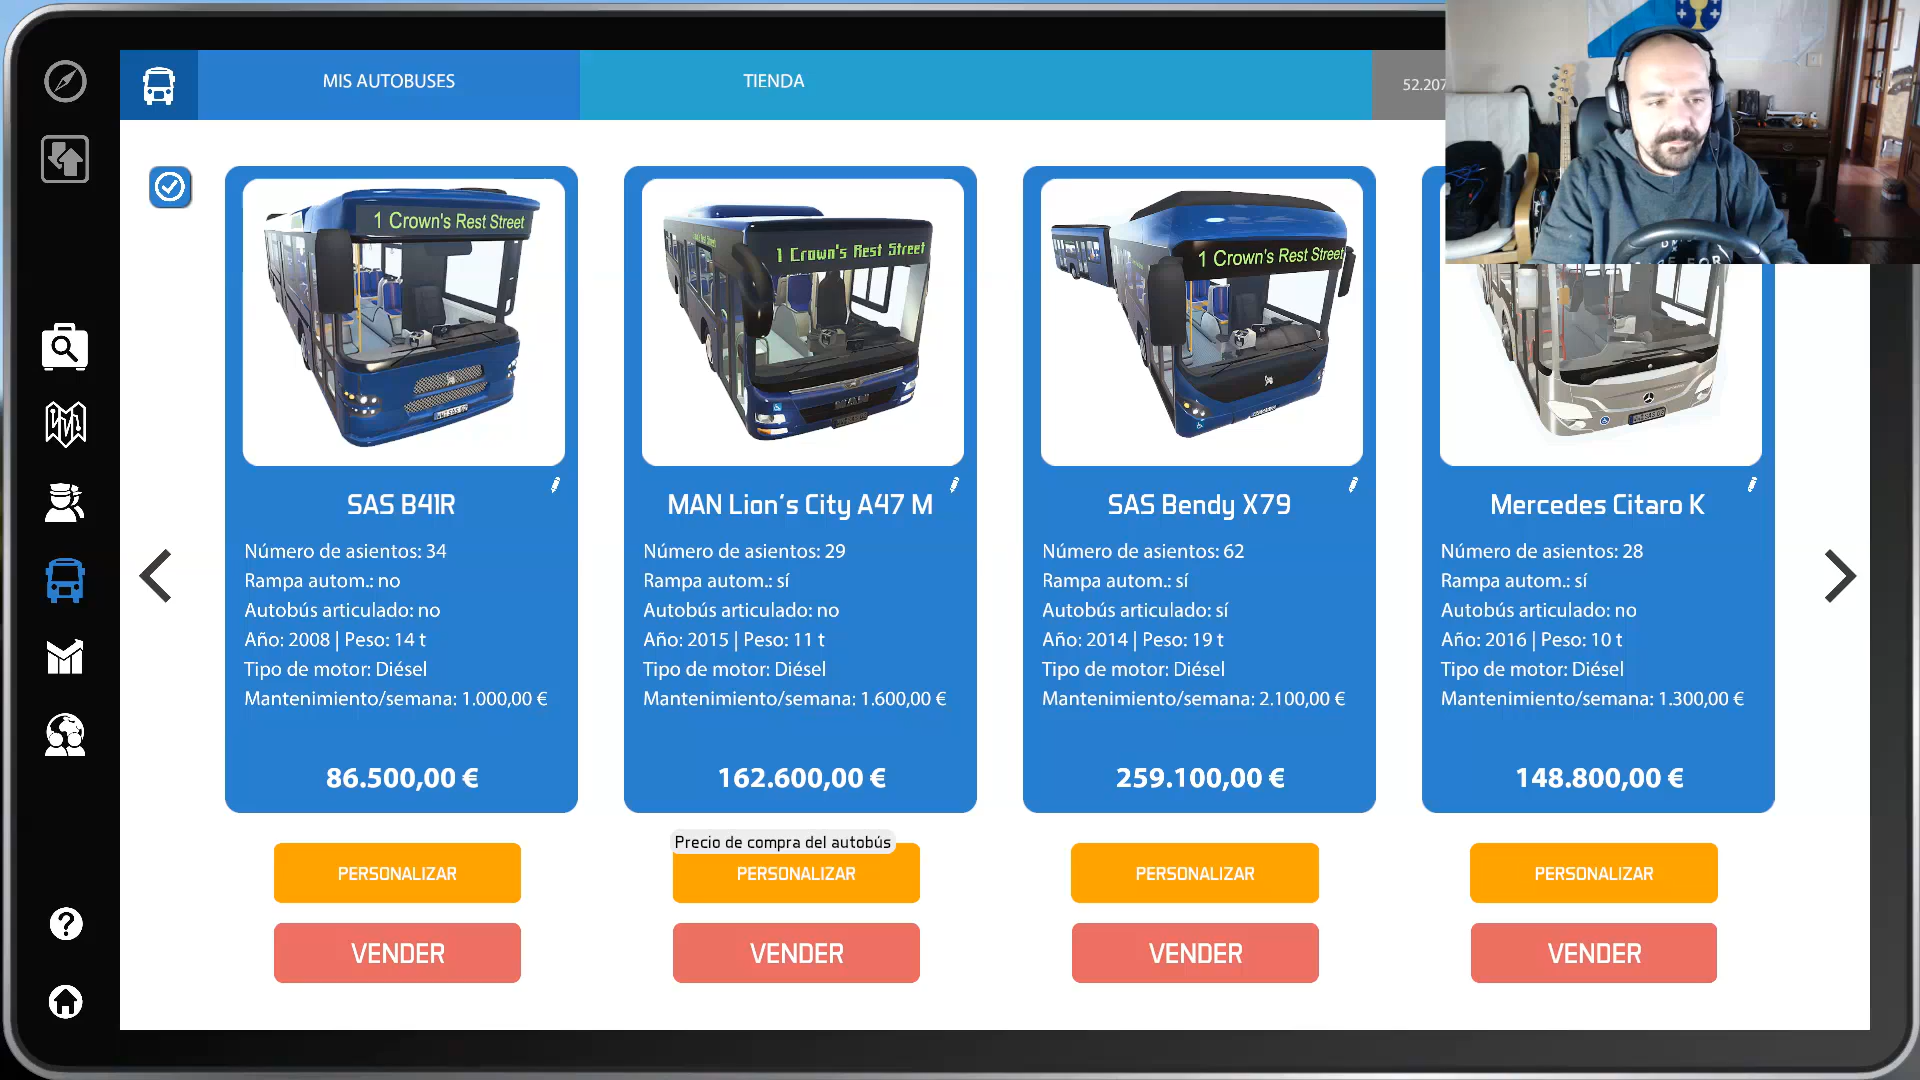 MIS AUTOBUSES
TIENDA
52.207
1 Crown's Rest Street
1 Crown's Rest Street
1 Crown's Rest Street
SAS B41R
Número de asientos: 34
Rampa autom.: no
Autobús articulado: no
Año: 2008 | Peso: 14 t
Tipo de motor: Diésel
Mantenimiento/semana: 1.000,00 €
86.500,00 €
PERSONALIZAR
VENDER
MAN Lion´s City A47 M
Número de asientos: 29
Rampa autom.: sí
Autobús articulado: no
Año: 2015 | Peso: 11 t
Tipo de motor: Diésel
Mantenimiento/semana: 1.600,00 €
162.600,00 €
Precio de compra del autobús
PERSONALIZAR
VENDER
SAS Bendy X79
Número de asientos: 62
Rampa autom.: sí
Autobús articulado: sí
Año: 2014 | Peso: 19 t
Tipo de motor: Diésel
Mantenimiento/semana: 2.100,00 €
259.100,00 €
PERSONALIZAR
VENDER
Mercedes Citaro K
Número de asientos: 28
Rampa autom.: sí
Autobús articulado: no
Año: 2016 | Peso: 10 t
Tipo de motor: Diésel
Mantenimiento/semana: 1.300,00 €
148.800,00 €
PERSONALIZAR
VENDER